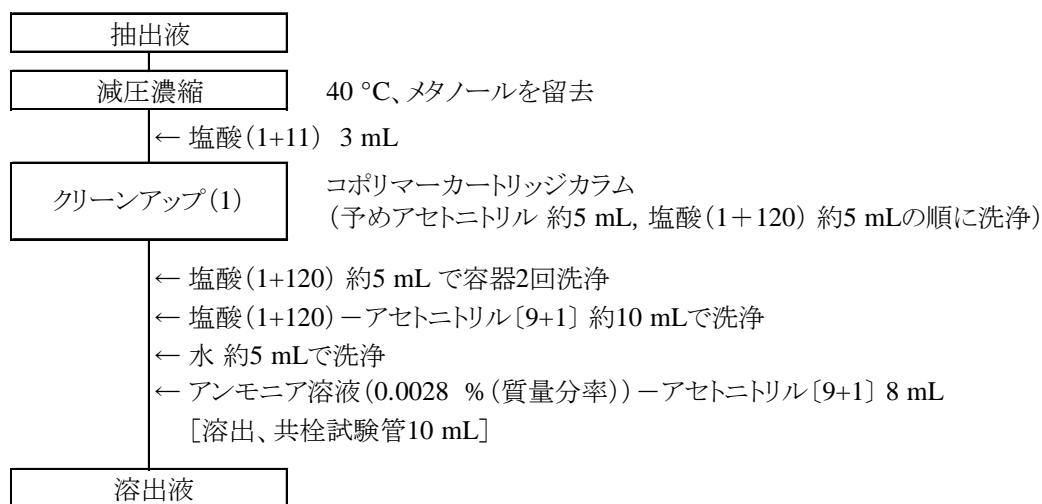 抽出液
減圧濃縮 40 °C、メタノールを留去
← 塩酸(1+11) 3 mL
コポリマーカートリッジカラム
クリーンアップ(1)
(予めアセトニトリル 約5 mL, 塩酸(1+120) 約5 mLの順に洗浄)
← 塩酸(1+120) 約5 mL で容器2回洗浄
← 塩酸(1+120)-アセトニトリル〔9+1〕 約10 mLで洗浄
← 水 約5 mLで洗浄
← アンモニア溶液(0.0028 %(質量分率))-アセトニトリル〔9+1〕 8 mL
[溶出、共栓試験管10 mL]
溶出液